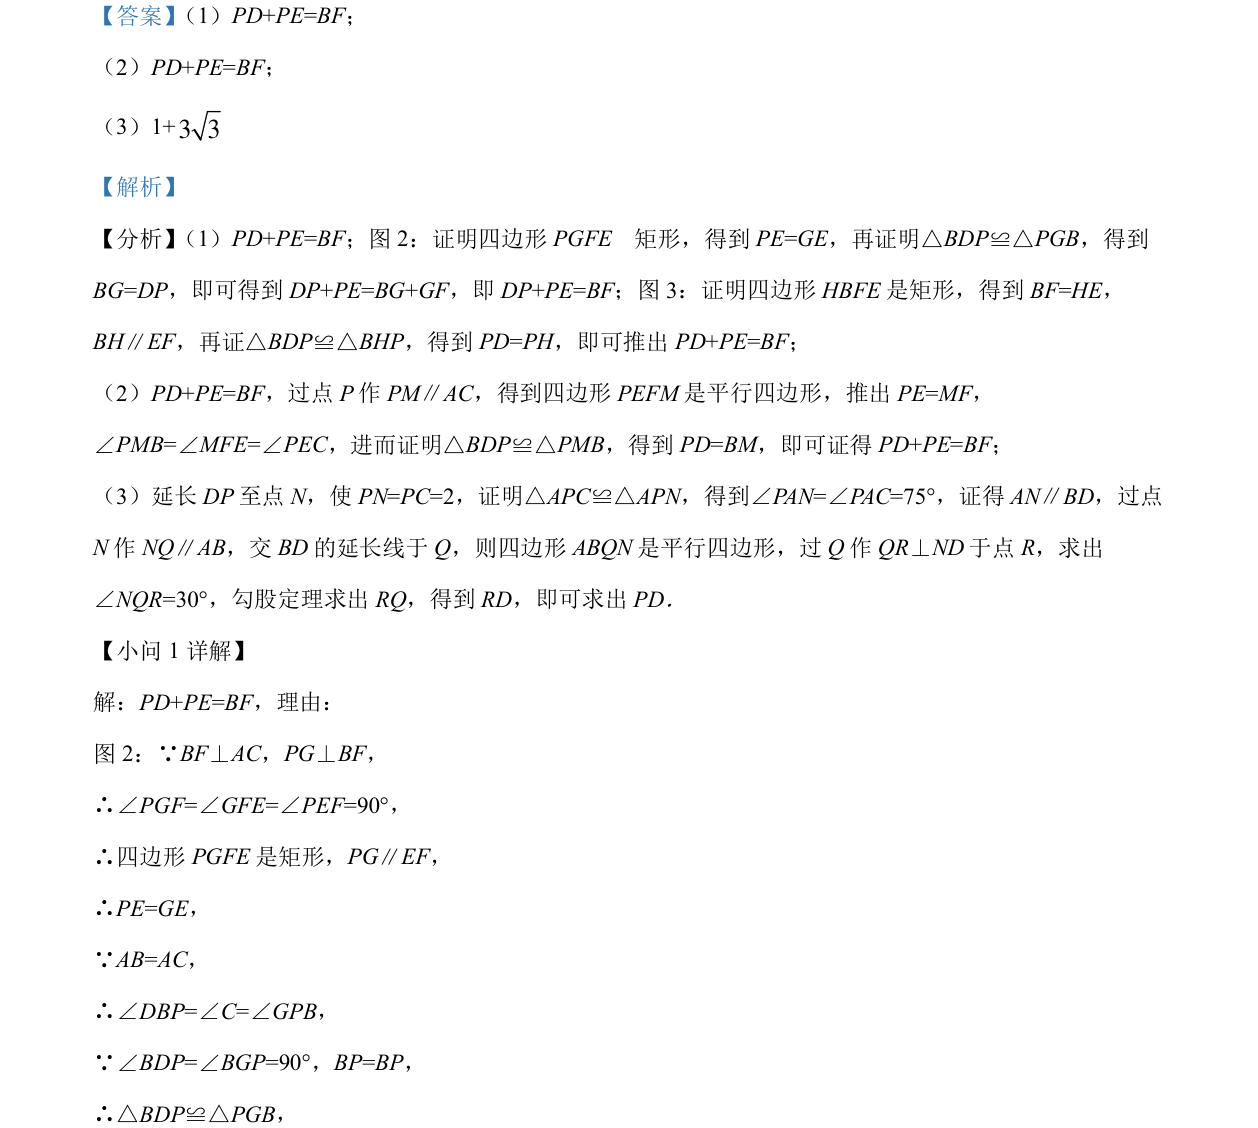 【答案】（1）PD+PE=BF；
（2）PD+PE=BF；
（3）1+3√3
【解析】
【分析】（1）PD+PE=BF；图 2：证明四边形 PGFE 矩形，得到 PE=GE，再证明△BDP≌△PGB，得到
BG=DP，即可得到 DP+PE=BG+GF，即 DP+PE=BF；图 3：证明四边形 HBFE 是矩形，得到 BF=HE，
BH∥EF，再证△BDP≌△BHP，得到 PD=PH，即可推出 PD+PE=BF；
（2）PD+PE=BF，过点 P 作 PM∥AC，得到四边形 PEFM 是平行四边形，推出 PE=MF，
∠PMB=∠MFE=∠PEC，进而证明△BDP≌△PMB，得到 PD=BM，即可证得 PD+PE=BF；
（3）延长 DP 至点 N，使 PN=PC=2，证明△APC≌△APN，得到∠PAN=∠PAC=75°，证得 AN∥BD，过点
N 作 NQ∥AB，交 BD 的延长线于 Q，则四边形 ABQN 是平行四边形，过 Q 作 QR⊥ND 于点 R，求出
∠NQR=30°，勾股定理求出 RQ，得到 RD，即可求出 PD．
【小问 1 详解】
解：PD+PE=BF，理由：
图 2：∵BF⊥AC，PG⊥BF，
∴∠PGF=∠GFE=∠PEF=90°，
∴四边形 PGFE 是矩形，PG∥EF，
∴PE=GE，
∵AB=AC，
∴∠DBP=∠C=∠GPB，
∵∠BDP=∠BGP=90°，BP=BP，
∴△BDP≌△PGB，